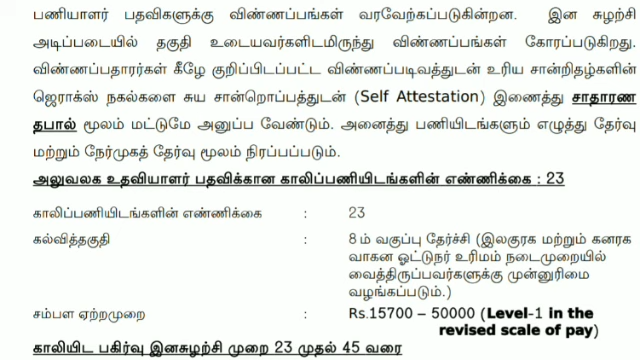 பணியாளர் பதவிகளுக்கு விண்ணப்பங்கள் வரவேற்கப்படுகின்றன. இன சுழற்சி
அடிப்படையில் தகுதி உடையவர்களிடமிருந்து விண்ணப்பங்கள் கோரப்படுகிறது.
விண்ணப்பதாரர்கள் கீழே குறிப்பிடப்பட்ட விண்ணப்படிவத்துடன் உரிய சான்றிதழ்களின்
ஜெராக்ஸ் நகல்களை சுய சான்றொப்பத்துடன் (Self Attestation) இணைத்து சாதாரண
தபால் மூலம் மட்டுமே அனுப்ப வேண்டும். அனைத்து பணியிடங்களும் எழுத்து தேர்வு
மற்றும் நேர்முகத் தேர்வு மூலம் நிரப்பப்படும்.
அலுவலக உதவியாளர் பதவிக்கான காலிப்பணியிடங்களின் எண்ணிக்கை : 23
காலிப்பணியிடங்களின் எண்ணிக்கை : 23
கல்வித்தகுதி : 8ம் வகுப்பு தேர்ச்சி (இலகுரக மற்றும் கனரக
வாகன ஓட்டுநர் உரிமம் நடைமுறையில்
வைத்திருப்பவர்களுக்கு முன்னுரிமை
வழங்கப்படும்.)
சம்பள ஏற்றமுறை : Rs.15700 – 50000 (Level-1 in the
revised scale of pay)
காலியிட பகிர்வு இனசுழற்சி முறை 23 முதல் 45 வரை